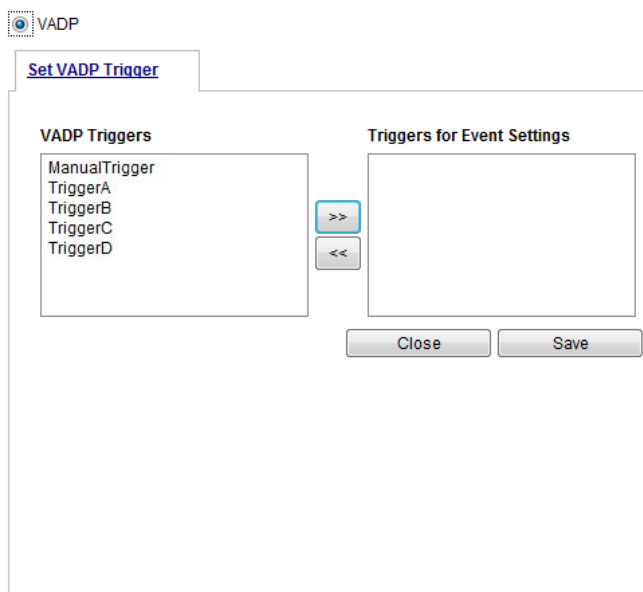 VADP
Set VADP Trigger
VADP Triggers
Triggers for Event Settings
ManualTrigger
TriggerA
TriggerB
TriggerC
TriggerD
>>
<<
Close
Save